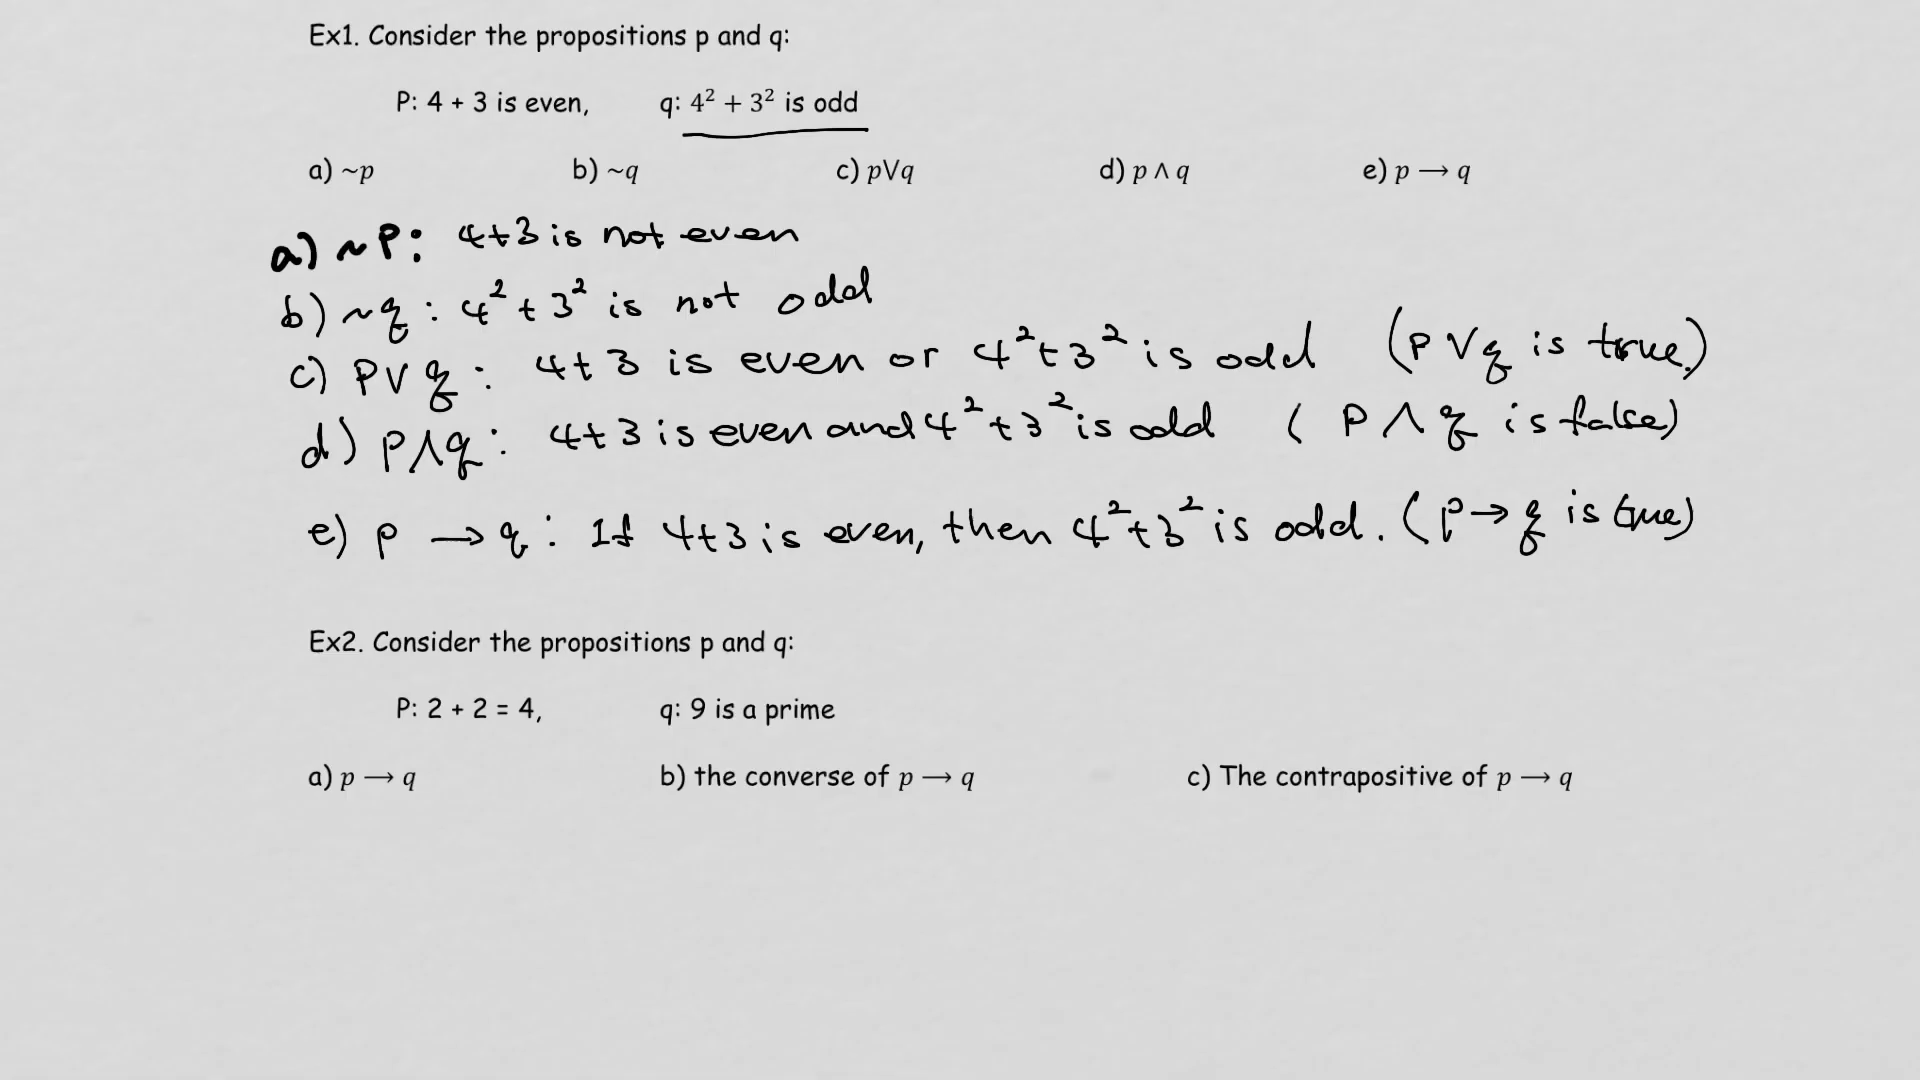 Ex1. Consider the propositions p and q:
P: 4 + 3 is even, q: 4² + 3² is odd
a) ~p b) ~q c) p∨q d) p ∧ q e) p ⟶ q
a) ~P: 4+3 is not even
b) ~q : 4² + 3² is not odd
c) P∨q : 4+3 is even or 4²+3² is odd (P∨q is true)
d) P∧q : 4+3 is even and 4²+3² is odd (P∧q is false)
e) p ⟶ q : If 4+3 is even, then 4²+3² is odd. (p→q is true)
Ex2. Consider the propositions p and q:
P: 2 + 2 = 4, q: 9 is a prime
a) p ⟶ q b) the converse of p ⟶ q c) The contrapositive of p ⟶ q